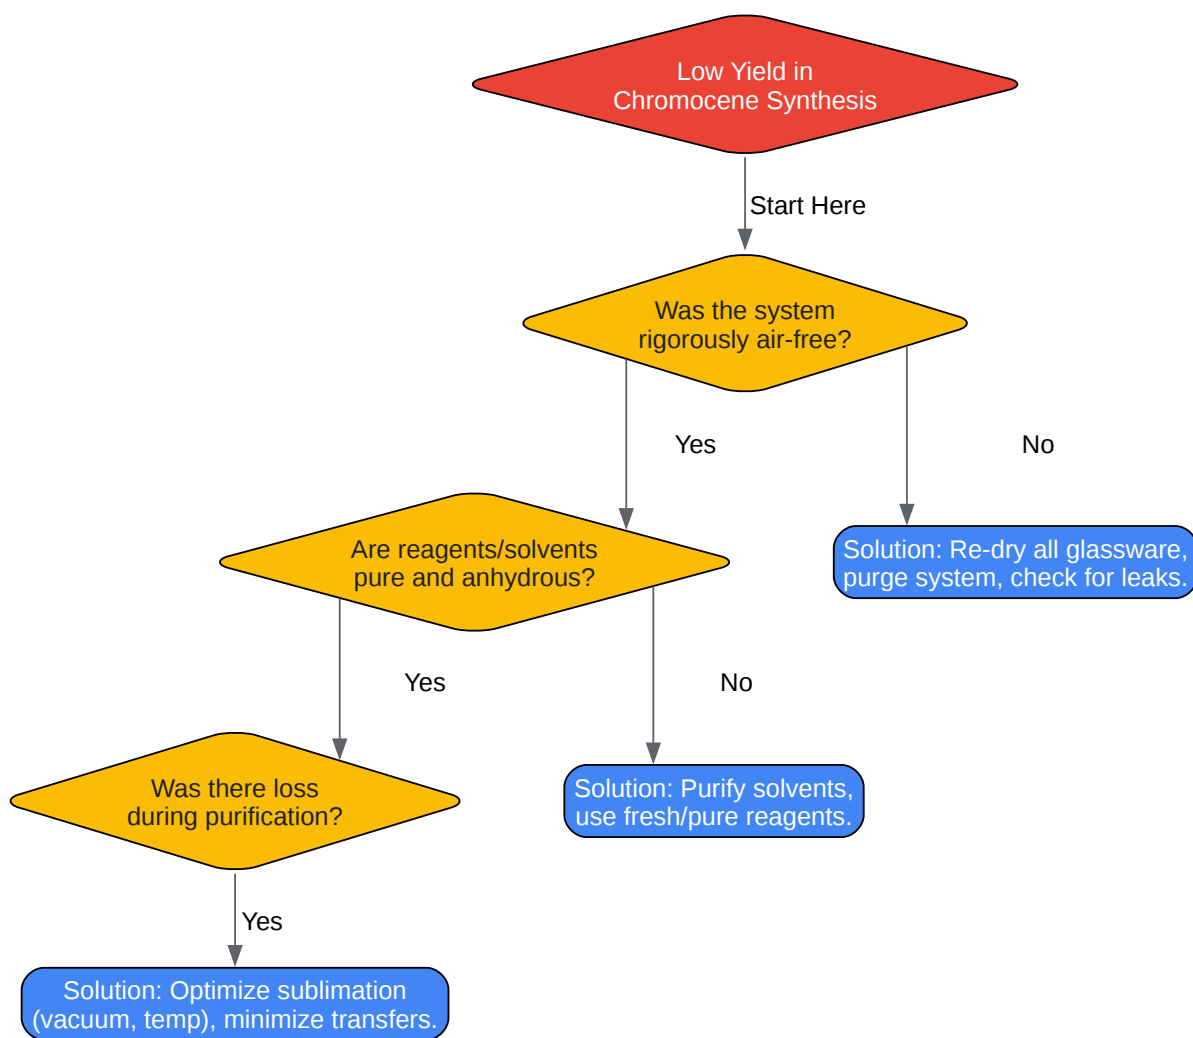 Low Yield in
Chromocene Synthesis
Start Here
Was the system
rigorously air-free?
Yes
No
Are reagents/solvents
pure and anhydrous?
Solution: Re-dry all glassware,
purge system, check for leaks.
Yes
No
Was there loss
during purification?
Solution: Purify solvents,
use fresh/pure reagents.
Yes
Solution: Optimize sublimation
(vacuum, temp), minimize transfers.